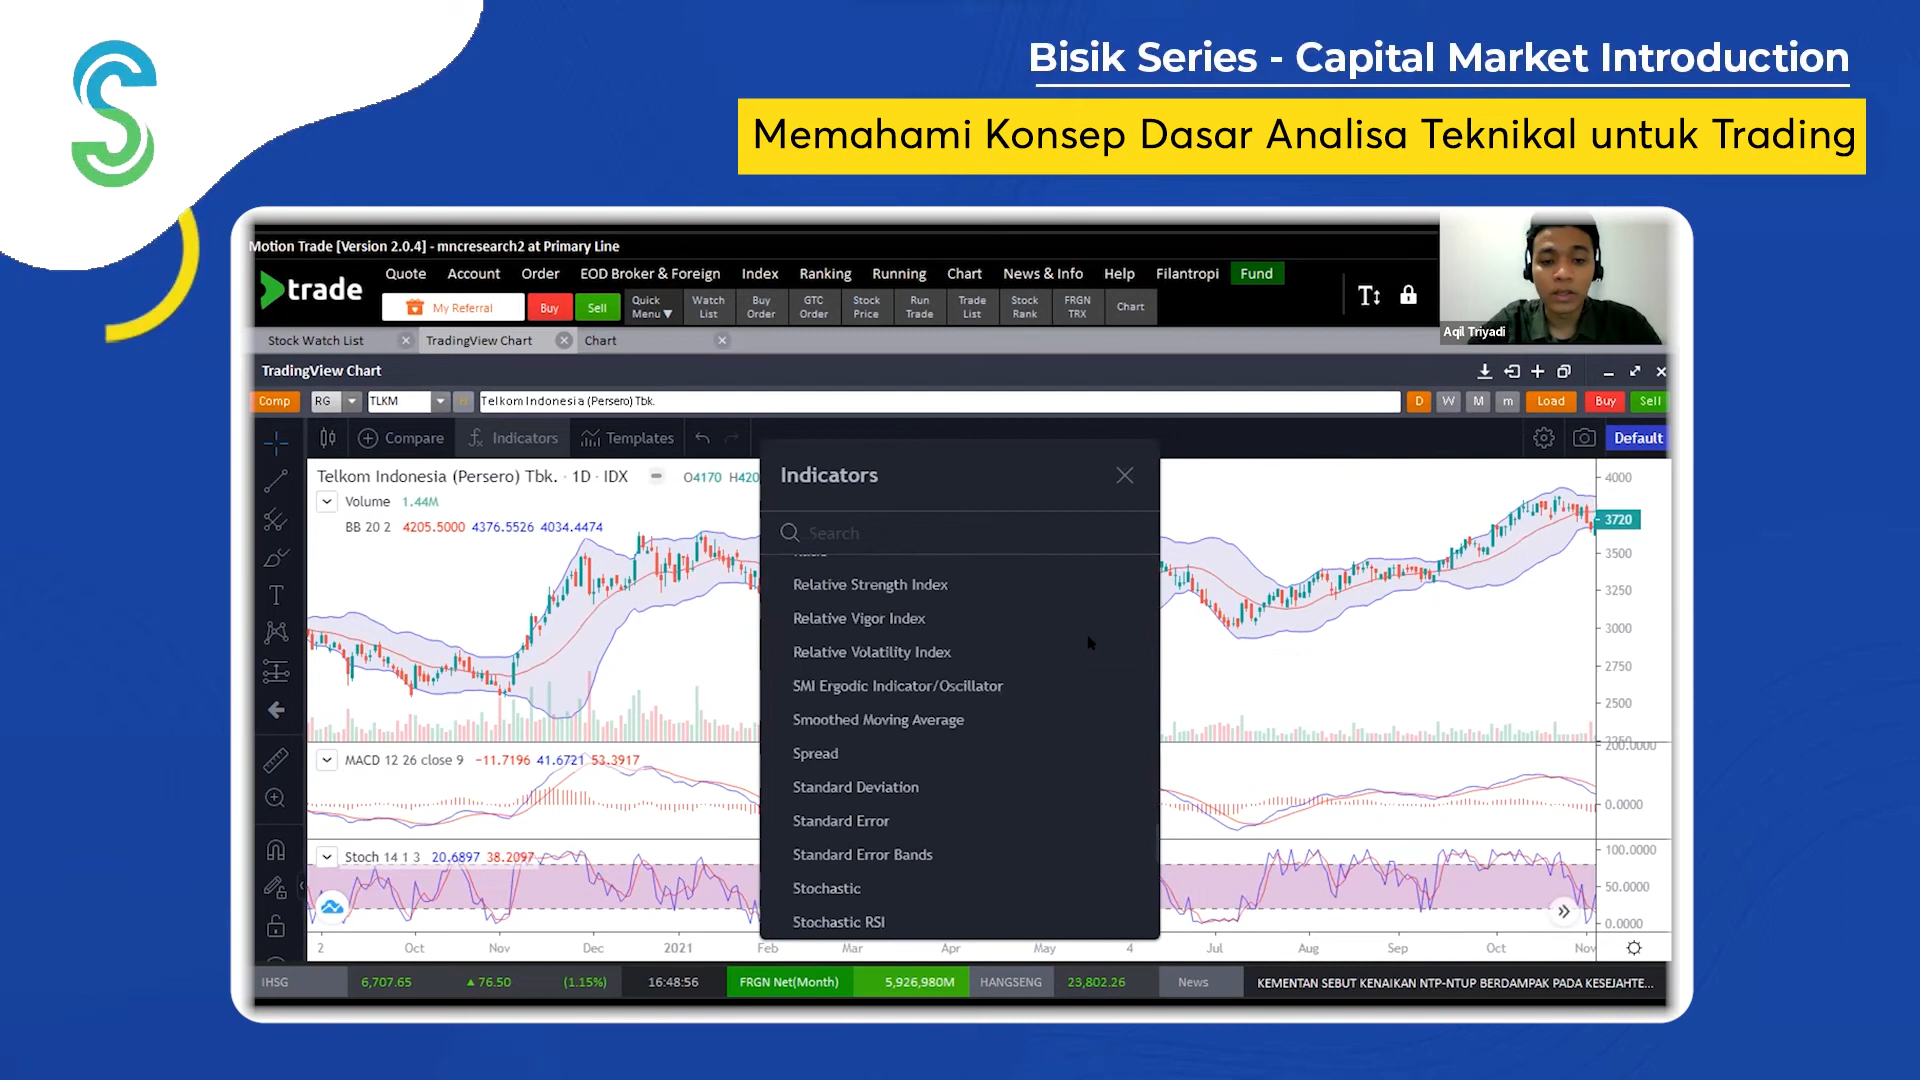 Bisik Series - Capital Market Introduction
Memahami Konsep Dasar Analisa Teknikal untuk Trading
Motion Trade [Version 2.0.4] - mncresearch2 at Primary Line
trade
Quote Account Order EOD Broker & Foreign Index Ranking Running Chart News & Info Help Filantropi Fund
My Referral Buy Sell Quick Menu ▼ Watch List Buy Order GTC Order Stock Price Run Trade Trade List Stock Rank FRGN TRX Chart
Aqil Triyadi
Stock Watch List TradingView Chart Chart
TradingView Chart
Comp RG TLKM H Telkom Indonesia (Persero) Tbk. D W M m Load Buy Sell
Compare Indicators Templates Default
Telkom Indonesia (Persero) Tbk. · 1D · IDX O4170 H420
Volume 1.44M
BB 20 2 4205.5000 4376.5526 4034.4474
MACD 12 26 close 9 −11.7196 41.6721 53.3917
Stoch 14 1 3 20.6897 38.2097
Indicators
Search
Relative Strength Index
Relative Vigor Index
Relative Volatility Index
SMI Ergodic Indicator/Oscillator
Smoothed Moving Average
Spread
Standard Deviation
Standard Error
Standard Error Bands
Stochastic
Stochastic RSI
4000
3720
3500
3250
3000
2750
2500
2250
200.0000
0.0000
100.0000
50.0000
0.0000
2 Oct Nov Dec 2021 Feb Mar Apr May 4 Jul Aug Sep Oct Nov
IHSG 6,707.65 ▲76.50 (1.15%) 16:48:56 FRGN Net(Month) 5,926,980M HANGSENG 23,802.26 News KEMENTAN SEBUT KENAIKAN NTP-NTUP BERDAMPAK PADA KESEJAHTE...